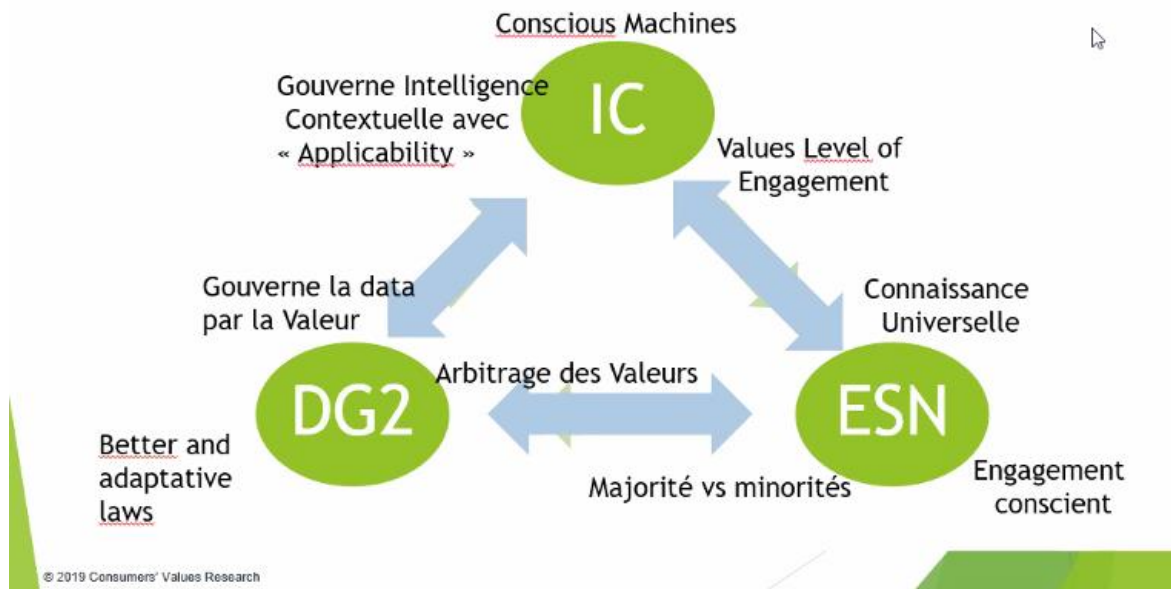 Conscious Machines
Gouverne Intelligence
Contextuelle avec
« Applicability »
IC
Values Level of
Engagement
Gouverne la data
par la Valeur
Connaissance
Universelle
DG2
Arbitrage des Valeurs
ESN
Better and
adaptative
laws
Majorité vs minorités
Engagement
conscient
© 2019 Consumers' Values Research